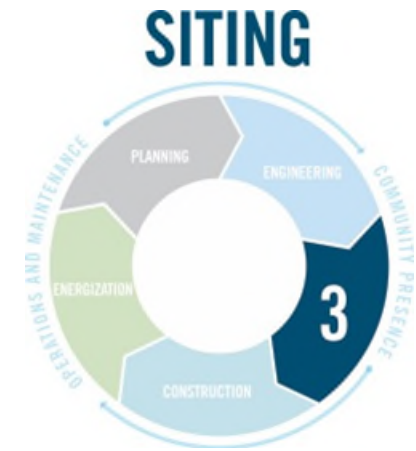 SITING
PLANNING
ENGINEERING
3
CONSTRUCTION
ENERGIZATION
OPERATIONS AND MAINTENANCE
COMMUNITY PRESENCE